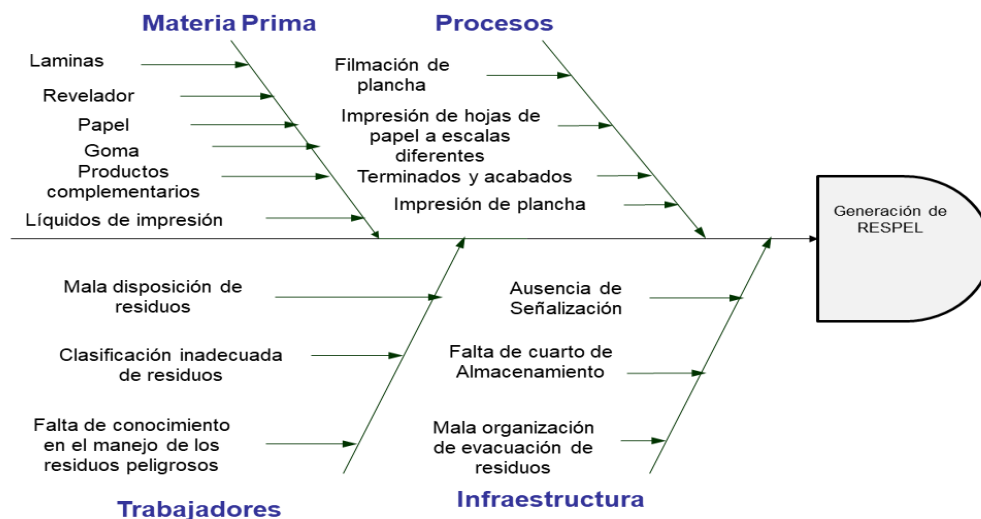 Materia Prima
Laminas
Revelador
Papel
Goma
Productos
complementarios
Líquidos de impresión
Procesos
Filmación de
plancha
Impresión de hojas de
papel a escalas
diferentes
Terminados y acabados
Impresión de plancha
Generación de
RESPEL
Mala disposición de
residuos
Clasificación inadecuada
de residuos
Falta de conocimiento
en el manejo de los
residuos peligrosos
Trabajadores
Ausencia de
Señalización
Falta de cuarto de
Almacenamiento
Mala organización
de evacuación de
residuos
Infraestructura